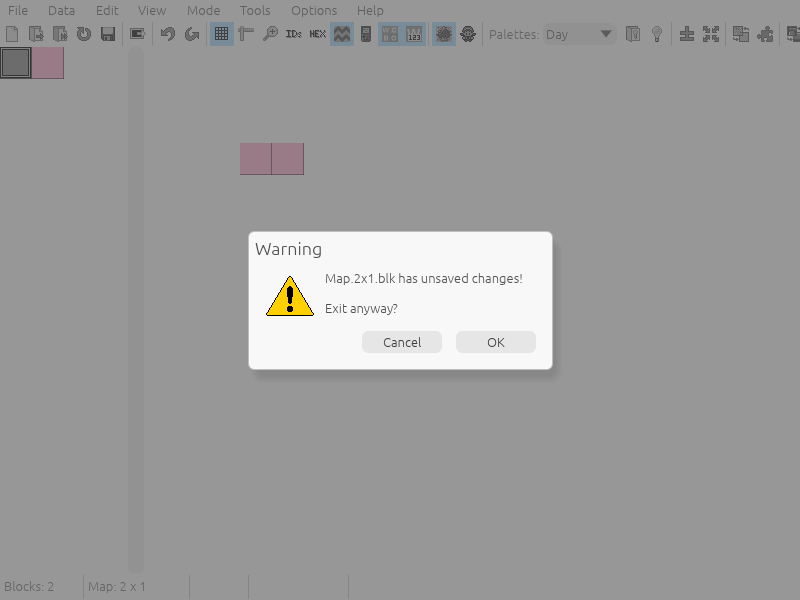 File Data Edit View Mode Tools Options Help
IDs HEX 123 Palettes: Day
Warning
Map.2x1.blk has unsaved changes!
Exit anyway?
Cancel OK
Blocks: 2 Map: 2 x 1